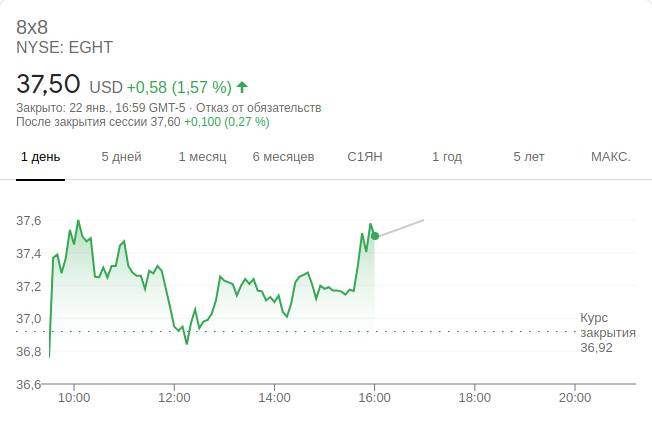 8x8
NYSE: EGHT
37,50 USD +0,58 (1,57 %)
Закрыто: 22 янв., 16:59 GMT-5 · Отказ от обязательств
После закрытия сессии 37,60 +0,100 (0,27 %)
1 день 5 дней 1 месяц 6 месяцев С1ЯН 1 год 5 лет МАКС.
37,6
37,4
37,2
37,0
36,8
36,6
Курс
закрытия
36,92
10:00 12:00 14:00 16:00 18:00 20:00